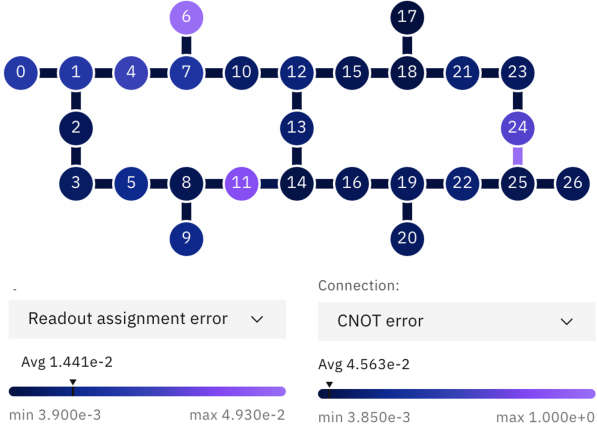 6 17
0 1 4 7 10 12 15 18 21 23
2 13 24
3 5 8 11 14 16 19 22 25 26
9 20
Connection:
Readout assignment error CNOT error
Avg 1.441e-2 Avg 4.563e-2
min 3.900e-3 max 4.930e-2 min 3.850e-3 max 1.000e+0